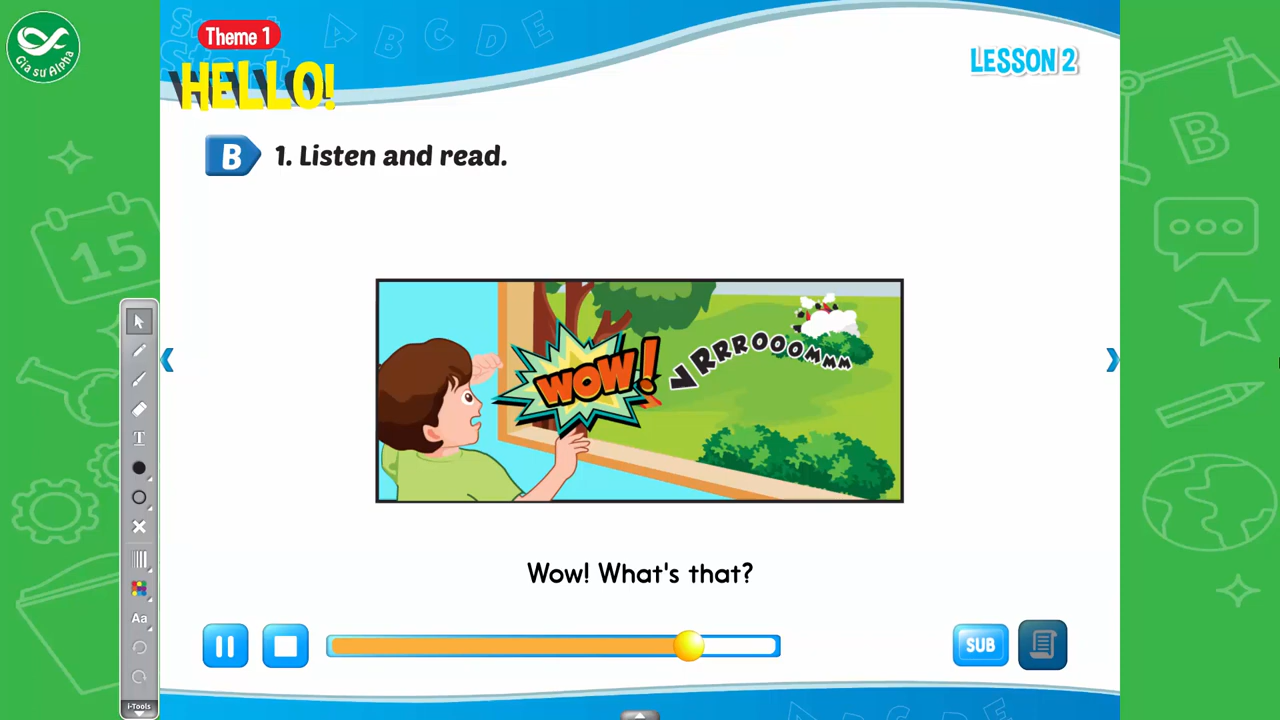 Gia sư Alpha
Theme 1
HELLO!
A B C D E
LESSON 2
B 1. Listen and read.
15
B
WOW!
VRRROOOMMM
Wow! What's that?
SUB
T
Aa
i-Tools